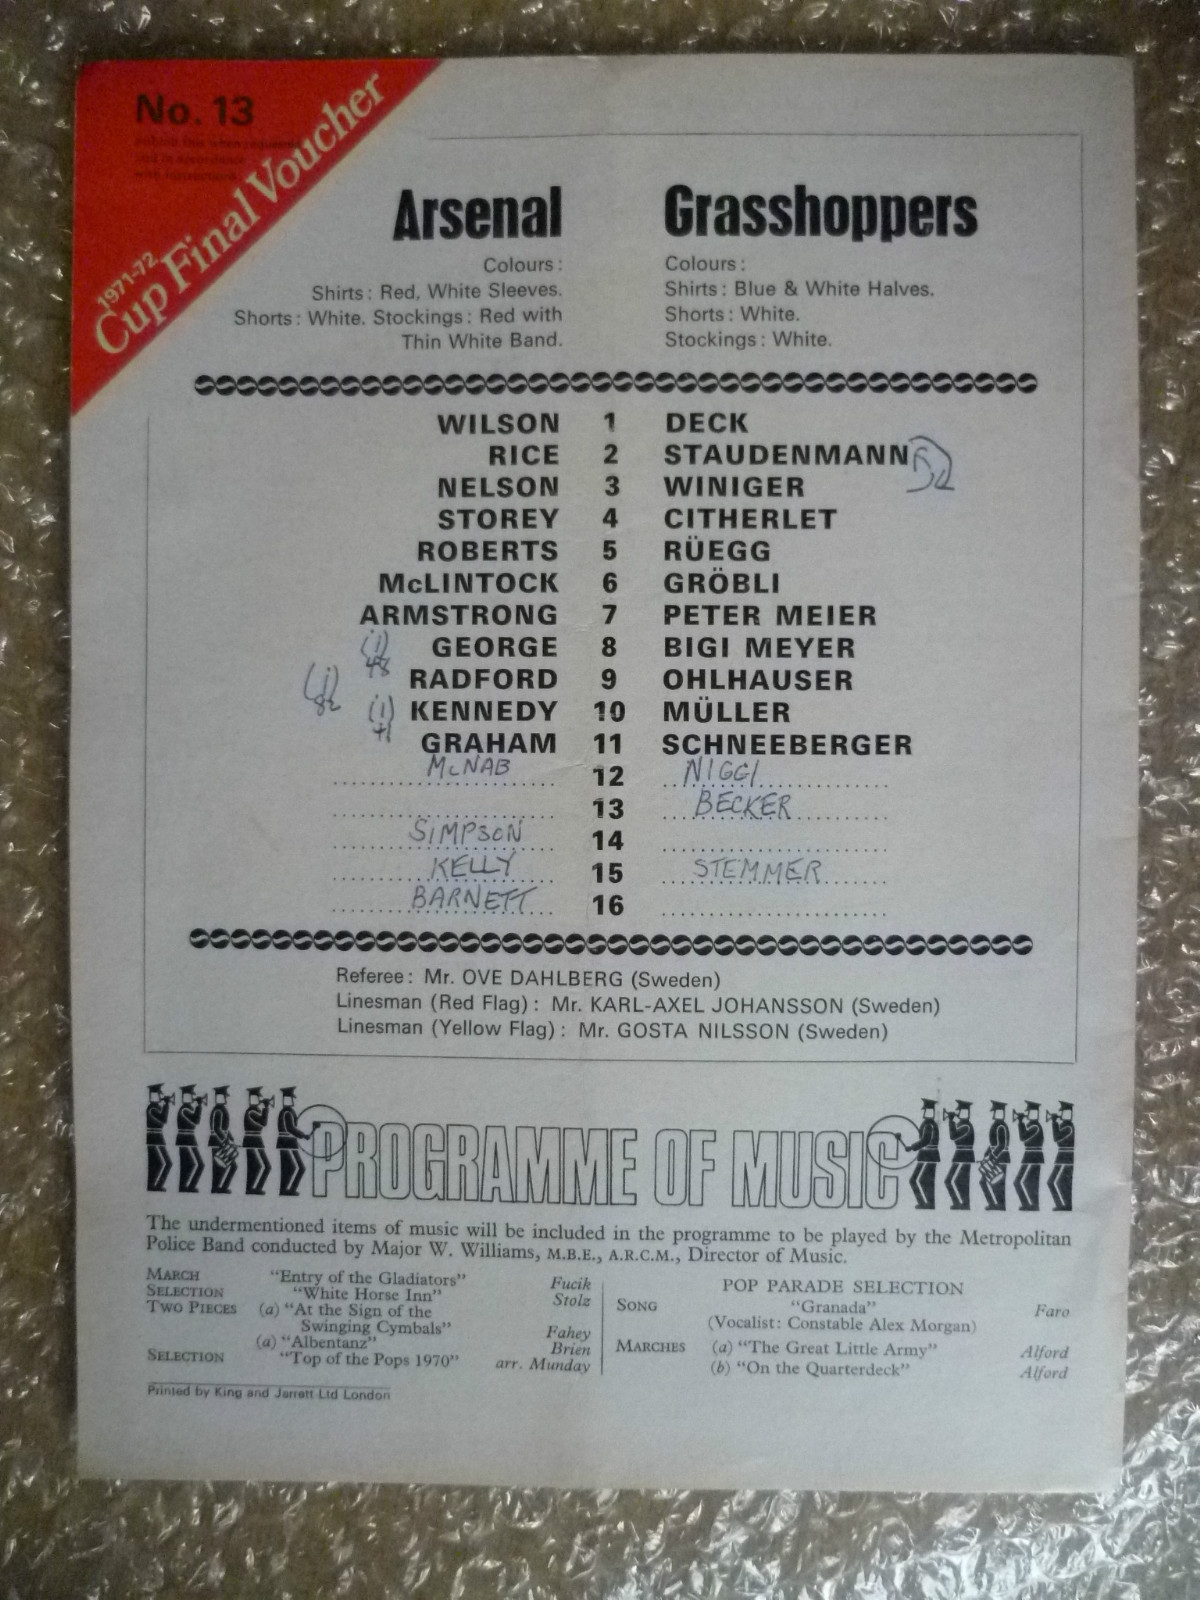 No. 13
1971-72
Cup Final Voucher
Arsenal Grasshoppers
Colours: Colours:
Shirts: Red, White Sleeves. Shirts: Blue & White Halves.
Shorts: White. Stockings: Red with Shorts: White.
Thin White Band. Stockings: White.
WILSON 1 DECK
RICE 2 STAUDENMANN
NELSON 3 WINIGER
STOREY 4 CITHERLET
ROBERTS 5 RÜEGG
McLINTOCK 6 GRÖBLI
ARMSTRONG 7 PETER MEIER
(1) GEORGE 8 BIGI MEYER
48
(1) RADFORD 9 OHLHAUSER
82
(1) KENNEDY 10 MÜLLER
41
GRAHAM 11 SCHNEEBERGER
McNAB 12 NIGGI
13 BECKER
SIMPSON 14
KELLY 15 STEMMER
BARNETT 16
Referee: Mr. OVE DAHLBERG (Sweden)
Linesman (Red Flag): Mr. KARL-AXEL JOHANSSON (Sweden)
Linesman (Yellow Flag): Mr. GOSTA NILSSON (Sweden)
PROGRAMME OF MUSIC
The undermentioned items of music will be included in the programme to be played by the Metropolitan
Police Band conducted by Major W. Williams, M.B.E., A.R.C.M., Director of Music.
MARCH "Entry of the Gladiators" Fucik
SELECTION "White Horse Inn" Stolz
TWO PIECES (a) "At the Sign of the
Swinging Cymbals" Fahey
(a) "Albentanz" Brien
SELECTION "Top of the Pops 1970" arr. Munday
POP PARADE SELECTION
SONG "Granada" Faro
(Vocalist: Constable Alex Morgan)
MARCHES (a) "The Great Little Army" Alford
(b) "On the Quarterdeck" Alford
Printed by King and Jarrett Ltd London